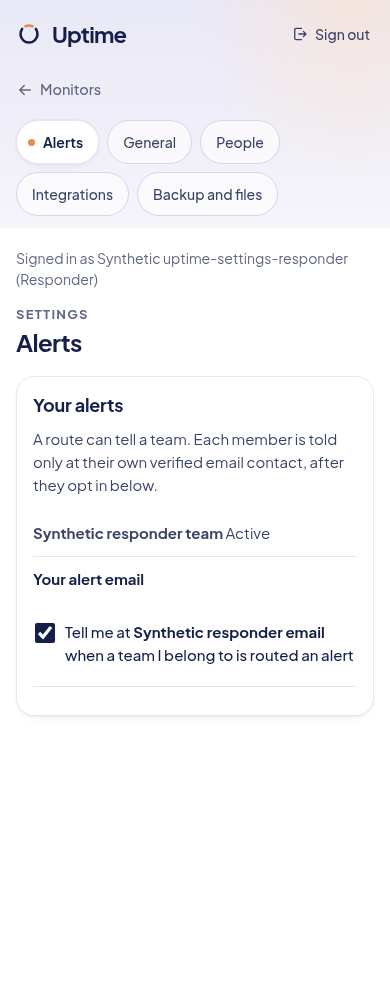 Uptime
Sign out
Monitors
Alerts
General
People
Integrations
Backup and files
Signed in as Synthetic uptime-settings-responder
(Responder)
SETTINGS
Alerts
Your alerts
A route can tell a team. Each member is told
only at their own verified email contact, after
they opt in below.
Synthetic responder team Active
Your alert email
Tell me at Synthetic responder email
when a team I belong to is routed an alert